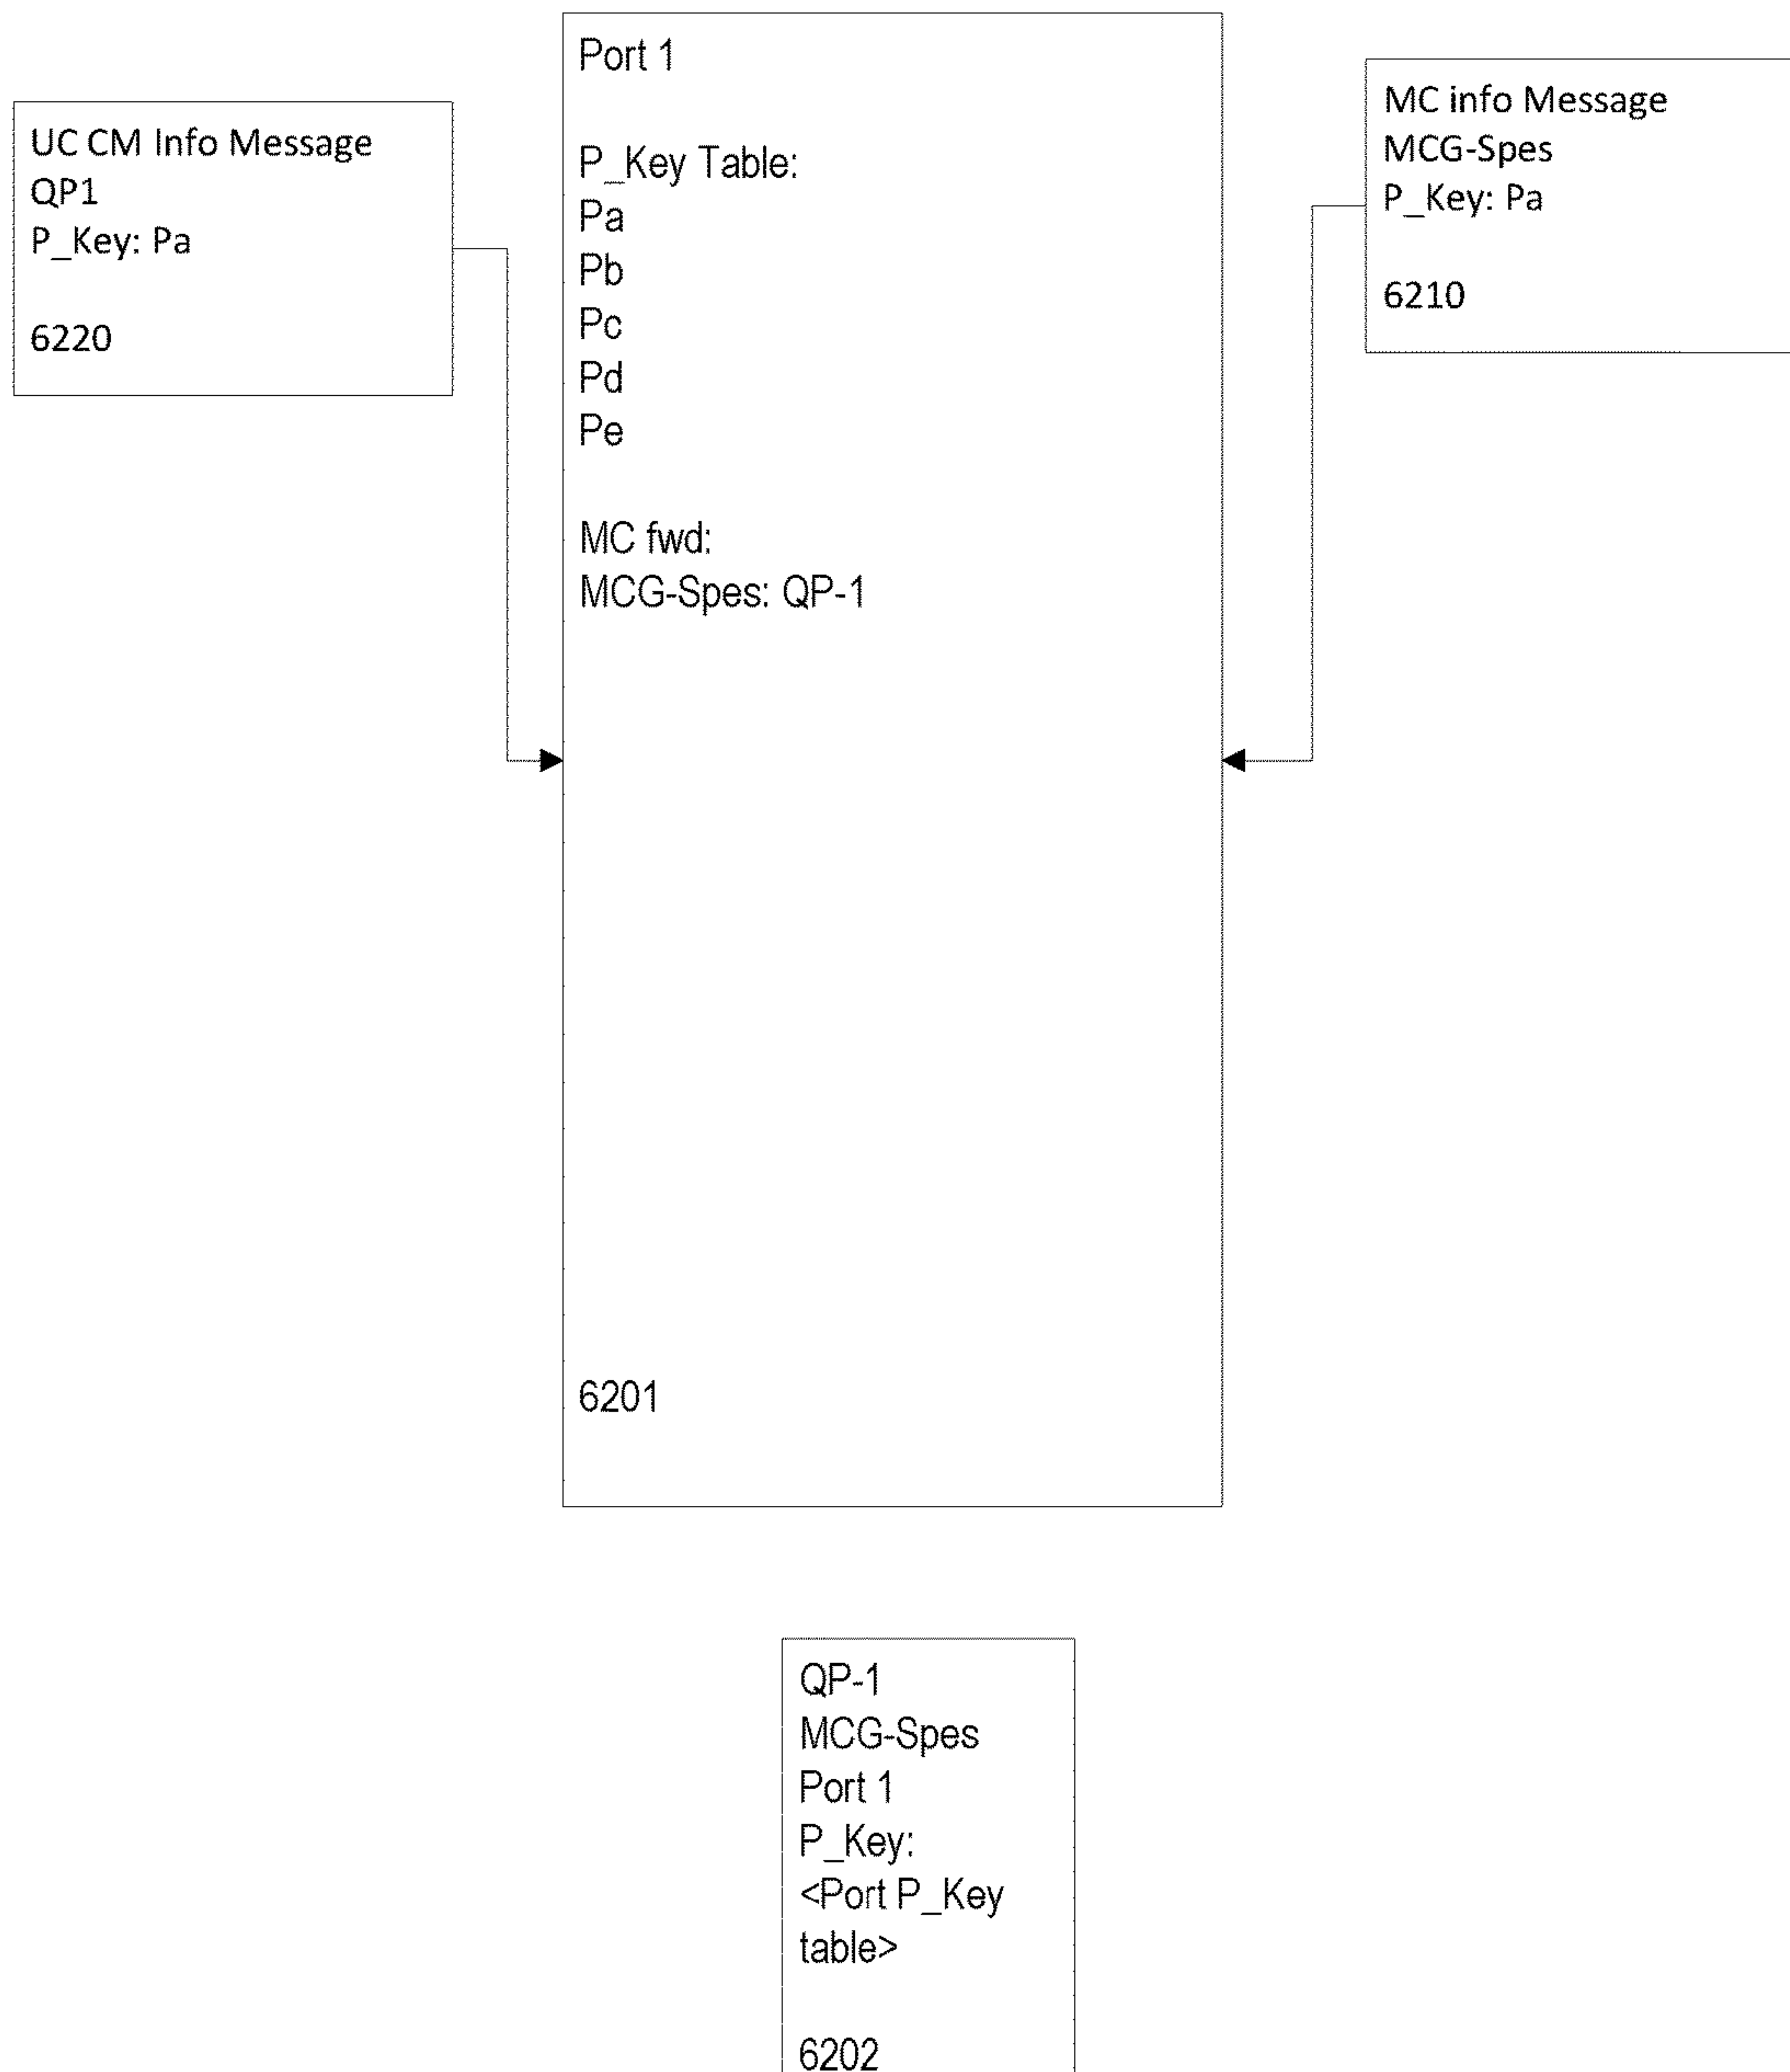 UC CM Info Message
QP1
P_Key: Pa
6220
Port 1
P_Key Table:
Pa
Pb
Pc
Pd
Pe
MC fwd:
MCG-Spes: QP-1
6201
MC info Message
MCG-Spes
P_Key: Pa
6210
QP-1
MCG-Spes
Port 1
P_Key:
<Port P_Key
table>
6202